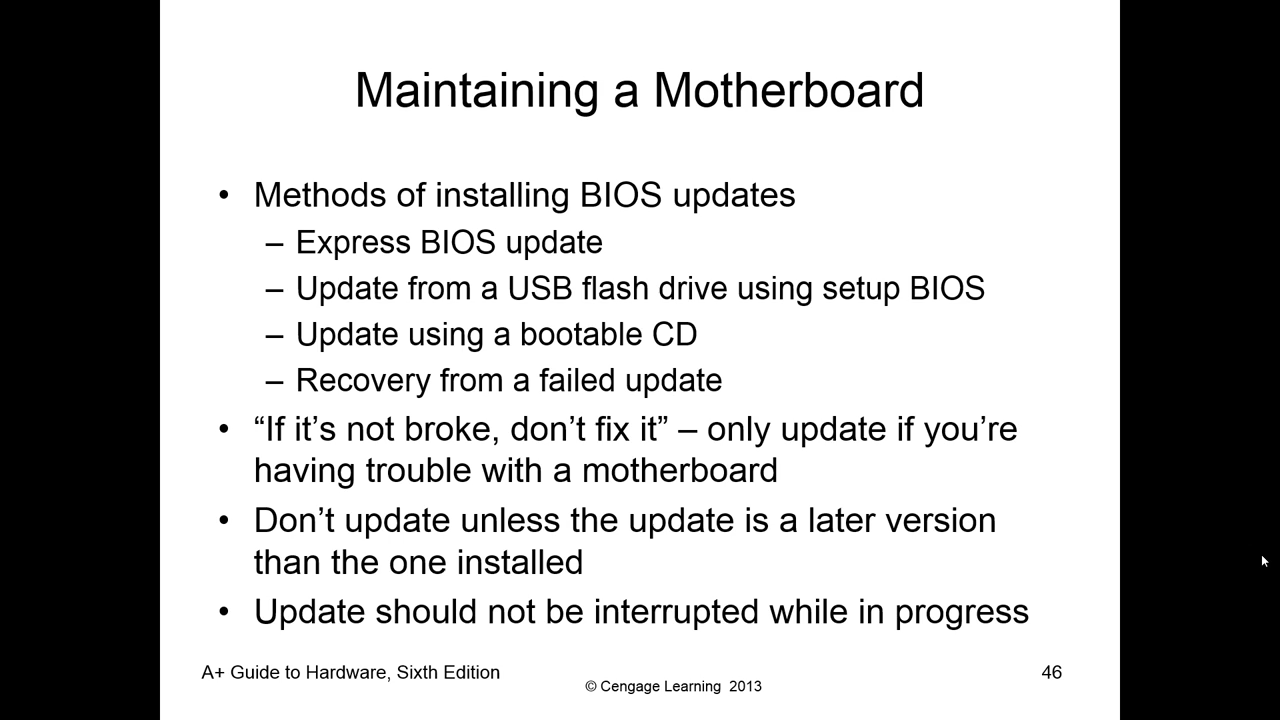 Maintaining a Motherboard
• Methods of installing BIOS updates
– Express BIOS update
– Update from a USB flash drive using setup BIOS
– Update using a bootable CD
– Recovery from a failed update
• “If it’s not broke, don’t fix it” – only update if you’re
having trouble with a motherboard
• Don’t update unless the update is a later version
than the one installed
• Update should not be interrupted while in progress
A+ Guide to Hardware, Sixth Edition
© Cengage Learning 2013
46